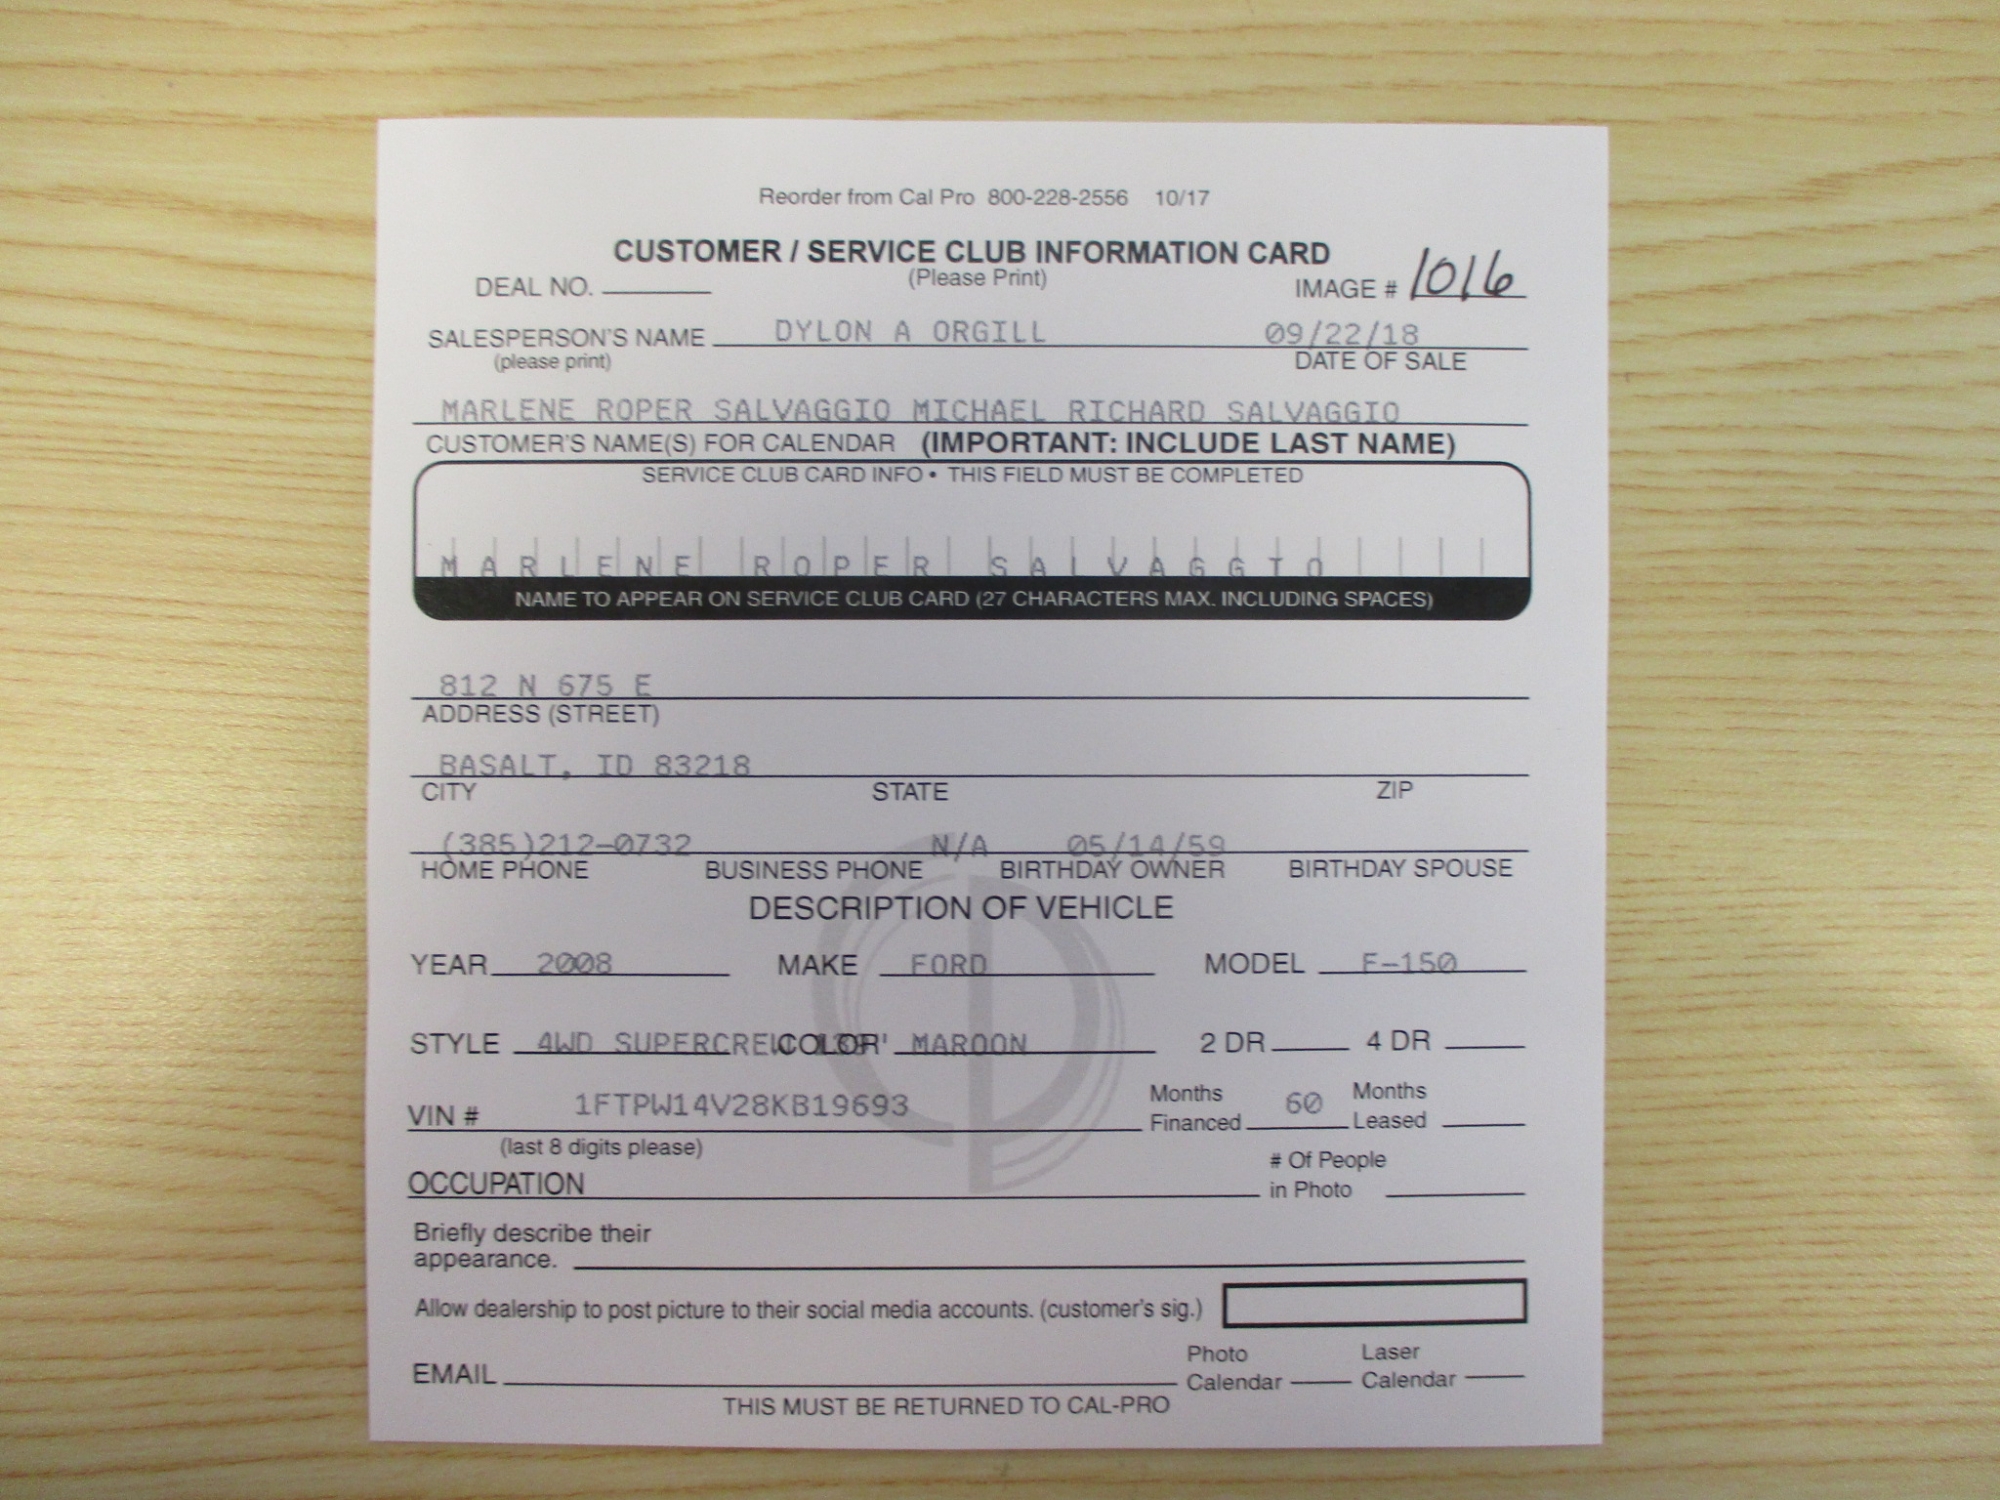 Reorder from Cal Pro 800-228-2556 10/17
CUSTOMER / SERVICE CLUB INFORMATION CARD
(Please Print)
DEAL NO. IMAGE # 1016
SALESPERSON'S NAME DYLON A ORGILL 09/22/18
(please print) DATE OF SALE
MARLENE ROPER SALVAGGIO MICHAEL RICHARD SALVAGGIO
CUSTOMER'S NAME(S) FOR CALENDAR (IMPORTANT: INCLUDE LAST NAME)
SERVICE CLUB CARD INFO • THIS FIELD MUST BE COMPLETED
MARLENE ROPER SALVAGGIO
NAME TO APPEAR ON SERVICE CLUB CARD (27 CHARACTERS MAX. INCLUDING SPACES)
812 N 675 E
ADDRESS (STREET)
BASALT, ID 83218
CITY STATE ZIP
(385)212-0732 N/A 05/14/59
HOME PHONE BUSINESS PHONE BIRTHDAY OWNER BIRTHDAY SPOUSE
DESCRIPTION OF VEHICLE
YEAR 2008 MAKE FORD MODEL F-150
STYLE 4WD SUPERCREW COLOR MAROON 2 DR 4 DR
VIN # 1FTPW14V28KB19693 Months Financed 60 Months Leased
(last 8 digits please)
OCCUPATION # Of People in Photo
Briefly describe their
appearance.
Allow dealership to post picture to their social media accounts. (customer's sig.)
EMAIL Photo Calendar Laser Calendar
THIS MUST BE RETURNED TO CAL-PRO